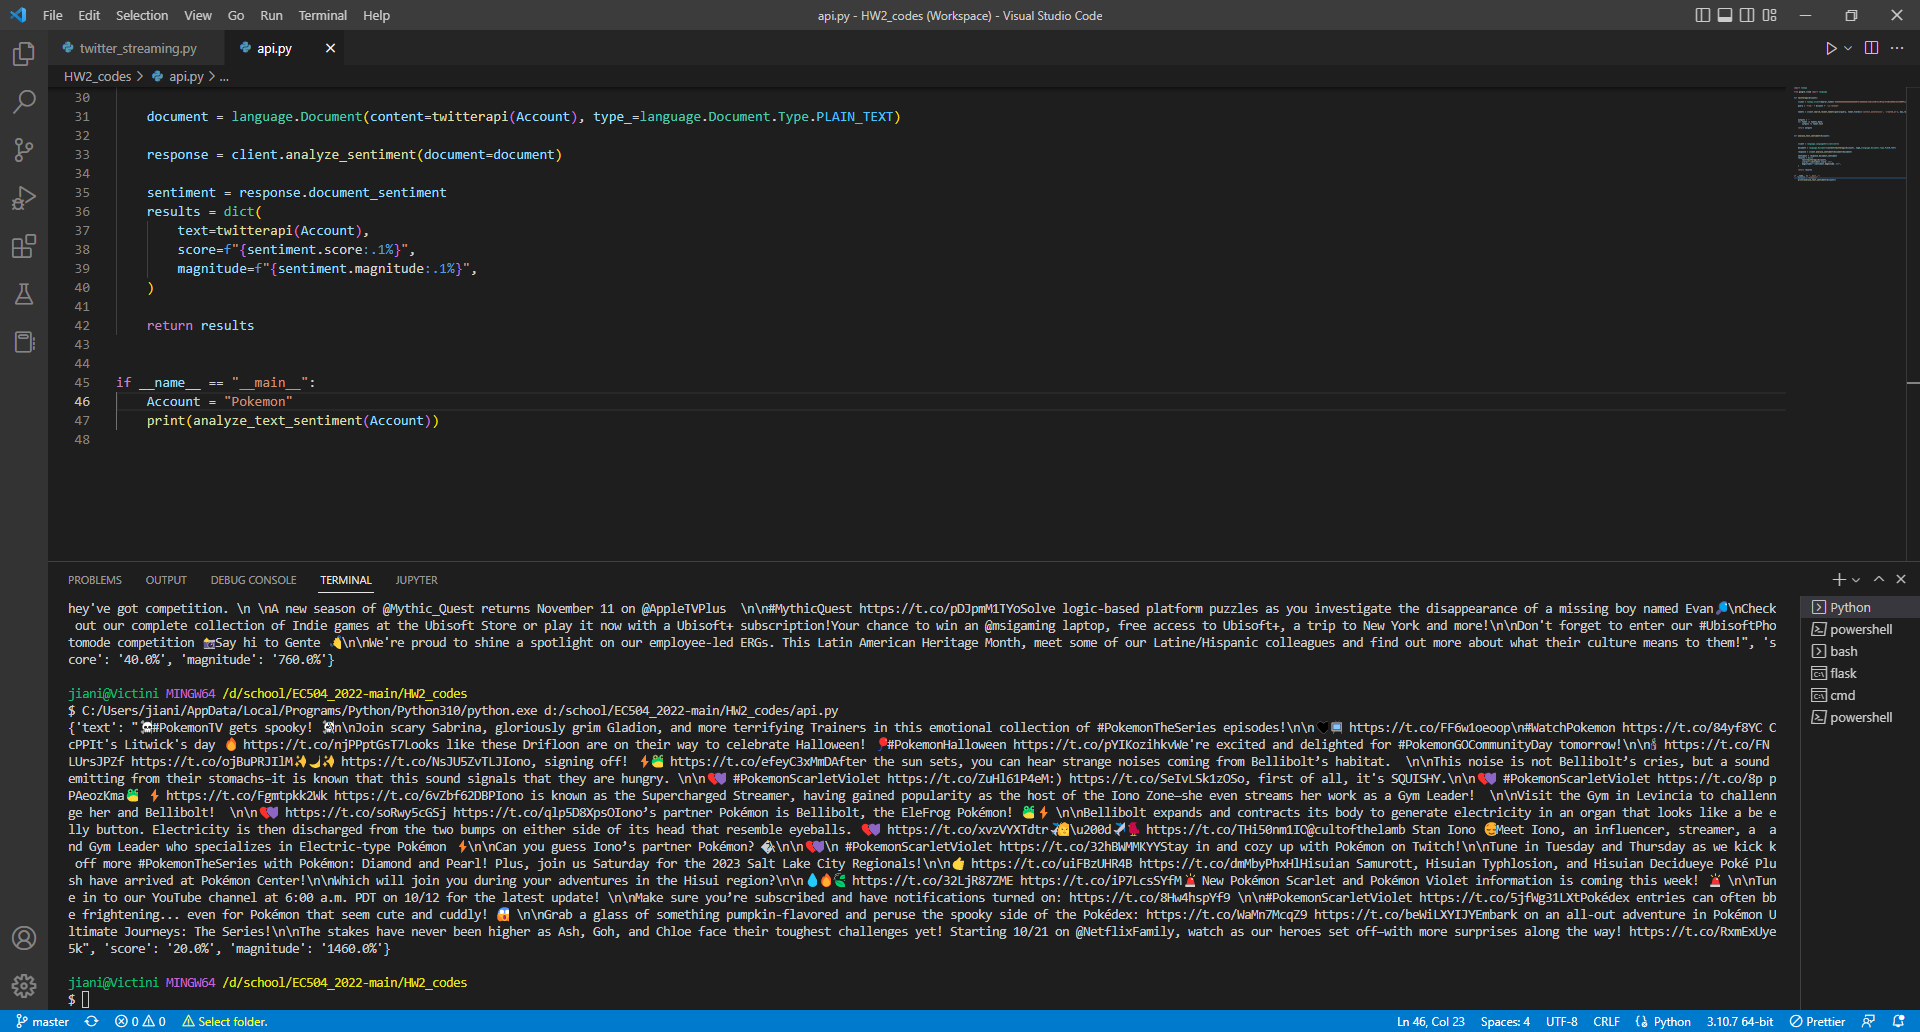 File Edit Selection View Go Run Terminal Help
api.py - HW2_codes (Workspace) - Visual Studio Code
twitter_streaming.py
api.py
HW2_codes > api.py > ...
30
31 document = language.Document(content=twitterapi(Account), type_=language.Document.Type.PLAIN_TEXT)
32
33 response = client.analyze_sentiment(document=document)
34
35 sentiment = response.document_sentiment
36 results = dict(
37 text=twitterapi(Account),
38 score=f"{sentiment.score:.1%}",
39 magnitude=f"{sentiment.magnitude:.1%}",
40 )
41
42 return results
43
44
45 if __name__ == "__main__":
46 Account = "Pokemon"
47 print(analyze_text_sentiment(Account))
48
PROBLEMS OUTPUT DEBUG CONSOLE TERMINAL JUPYTER
hey've got competition. \n \nA new season of @Mythic_Quest returns November 11 on @AppleTVPlus  \n\n#MythicQuest https://t.co/pDJpmM1TYoSolve logic-based platform puzzles as you investigate the disappearance of a missing boy named Evan🔎\nCheck
out our complete collection of Indie games at the Ubisoft Store or play it now with a Ubisoft+ subscription!Your chance to win an @msigaming laptop, free access to Ubisoft+, a trip to New York and more!\n\nDon't forget to enter our #UbisoftPho
tomode competition 📸Say hi to Gente 👋\n\nWe're proud to shine a spotlight on our employee-led ERGs. This Latin American Heritage Month, meet some of our Latine/Hispanic colleagues and find out more about what their culture means to them!", 's
core': '40.0%', 'magnitude': '760.0%'}
jiani@Victini MINGW64 /d/school/EC504_2022-main/HW2_codes
$ C:/Users/jiani/AppData/Local/Programs/Python/Python310/python.exe d:/school/EC504_2022-main/HW2_codes/api.py
{'text': "☠#PokemonTV gets spooky! ☠\n\nJoin scary Sabrina, gloriously grim Gladion, and more terrifying Trainers in this emotional collection of #PokemonTheSeries episodes!\n\n🖤💻 https://t.co/FF6w1oeoop\n#WatchPokemon https://t.co/84yf8YC C
cPPIt's Litwick's day 🔥 https://t.co/njPPptGsT7Looks like these Drifloon are on their way to celebrate Halloween! 🎈#PokemonHalloween https://t.co/pYIKozihkvWe're excited and delighted for #PokemonGOCommunityDay tomorrow!\n\n🕯 https://t.co/FN
LUrsJPZf https://t.co/ojBuPRJIlM✨🌙✨ https://t.co/NsJU5ZvTLJIono, signing off! ⚡🐸 https://t.co/efeyC3xMmDAfter the sun sets, you can hear strange noises coming from Bellibolt’s habitat.  \n\nThis noise is not Bellibolt’s cries, but a sound
emitting from their stomachs—it is known that this sound signals that they are hungry. \n\n❤💜 #PokemonScarletViolet https://t.co/ZuHl61P4eM:) https://t.co/SeIvLSk1zOSo, first of all, it's SQUISHY.\n\n❤💜 #PokemonScarletViolet https://t.co/8p p
PAeozKma🐸 ⚡https://t.co/Fgmtpkk2Wk https://t.co/6vZbf62DBPIono is known as the Supercharged Streamer, having gained popularity as the host of the Iono Zone—she even streams her work as a Gym Leader!  \n\nVisit the Gym in Levincia to challenn
ge her and Bellibolt!  \n\n❤💜 https://t.co/soRwy5cGSj https://t.co/qlp5D8XpsOIono’s partner Pokémon is Bellibolt, the EleFrog Pokémon! 🐸⚡ \n\nBellibolt expands and contracts its body to generate electricity in an organ that looks like a be e
lly button. Electricity is then discharged from the two bumps on either side of its head that resemble eyeballs. ❤💜 https://t.co/xvzVYXTdtr \u200d https://t.co/THi50nm1IC@cultofthelamb Stan Iono 😌Meet Iono, an influencer, streamer, a  a
nd Gym Leader who specializes in Electric-type Pokémon ⚡\n\nCan you guess Iono’s partner Pokémon? �\n\n❤💜\n #PokemonScarletViolet https://t.co/32hBWMMKYYStay in and cozy up with Pokémon on Twitch!\n\nTune in Tuesday and Thursday as we kick k
off more #PokemonTheSeries with Pokémon: Diamond and Pearl! Plus, join us Saturday for the 2023 Salt Lake City Regionals!\n\n👉 https://t.co/uiFBzUHR4B https://t.co/dmMbyPhxHlHisuian Samurott, Hisuian Typhlosion, and Hisuian Decidueye Poké Plu
sh have arrived at Pokémon Center!\n\nWhich will join you during your adventures in the Hisui region?\n\n💧🔥🍃 https://t.co/32LjR87ZME https://t.co/iP7LcsSYfM🚨 New Pokémon Scarlet and Pokémon Violet information is coming this week! 🚨 \n\nTun
e in to our YouTube channel at 6:00 a.m. PDT on 10/12 for the latest update! \n\nMake sure you’re subscribed and have notifications turned on: https://t.co/8Hw4hspYf9 \n\n#PokemonScarletViolet https://t.co/5jfWg31LXtPokédex entries can often bb
e frightening... even for Pokémon that seem cute and cuddly! 😱 \n\nGrab a glass of something pumpkin-flavored and peruse the spooky side of the Pokédex: https://t.co/WaMn7McqZ9 https://t.co/beWiLXYIJYEmbark on an all-out adventure in Pokémon U
ltimate Journeys: The Series!\n\nThe stakes have never been higher as Ash, Goh, and Chloe face their toughest challenges yet! Starting 10/21 on @NetflixFamily, watch as our heroes set off—with more surprises along the way! https://t.co/RxmExUye
5k", 'score': '20.0%', 'magnitude': '1460.0%'}
jiani@Victini MINGW64 /d/school/EC504_2022-main/HW2_codes
$
Python
powershell
bash
flask
cmd
powershell
master 0 0 Select folder.
Ln 46, Col 23 Spaces: 4 UTF-8 CRLF Python 3.10.7 64-bit Prettier